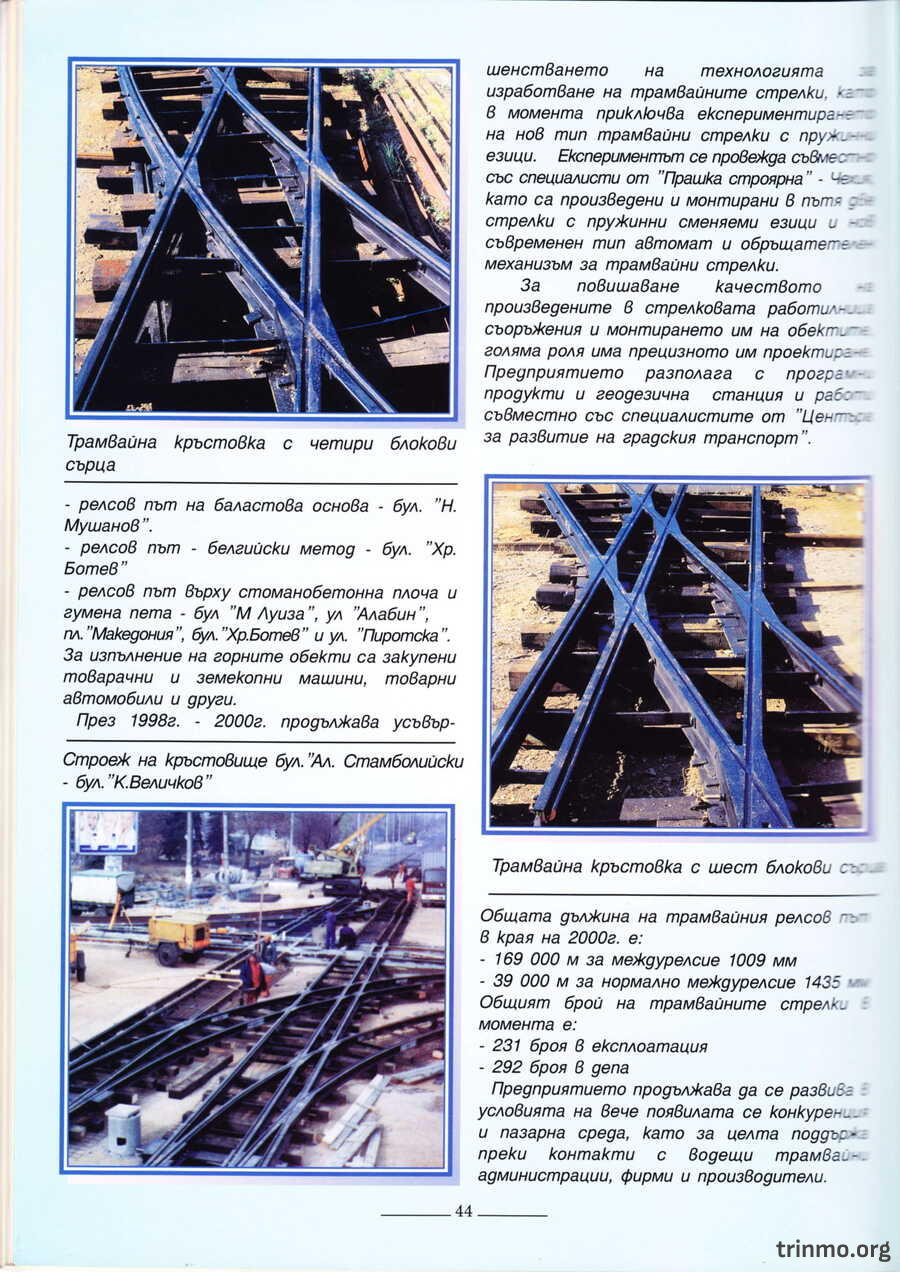 Трамвайна кръстовка с четири блокови
сърца
- релсов път на баластова основа - бул. "Н.
Мушанов".
- релсов път - белгийски метод - бул. "Хр.
Ботев"
- релсов път върху стоманобетонна плоча и
гумена пета - бул "М Луиза", ул "Алабин",
пл."Македония", бул."Хр.Ботев" и ул. "Пиротска".
За изпълнение на горните обекти са закупени
товарачни и земекопни машини, товарни
автомобили и други.
През 1998г. - 2000г. продължава усъвър-
Строеж на кръстовище бул."Ал. Стамболийски
- бул."К.Величков"
шенстването на технологията за
изработване на трамвайните стрелки, като
в момента приключва експериментирането
на нов тип трамвайни стрелки с пружинни
езици. Експериментът се провежда съвместно
със специалисти от "Прашка строярна" - Чехия,
като са произведени и монтирани в пътя две
стрелки с пружинни сменяеми езици и нов
съвременен тип автомат и обръщатетелен
механизъм за трамвайни стрелки.
За повишаване качеството на
произведените в стрелковата работилница
съоръжения и монтирането им на обектите,
голяма роля има прецизното им проектиране.
Предприятието разполага с програмни
продукти и геодезична станция и работи
съвместно със специалистите от "Центъра
за развитие на градския транспорт".
Трамвайна кръстовка с шест блокови сърца
Общата дължина на трамвайния релсов път
в края на 2000г. е:
- 169 000 м за междурелсие 1009 мм
- 39 000 м за нормално междурелсие 1435 мм
Общият брой на трамвайните стрелки в
момента е:
- 231 броя в експлоатация
- 292 броя в депа
Предприятието продължава да се развива в
условията на вече появилата се конкуренция
и пазарна среда, като за целта поддържа
преки контакти с водещи трамвайни
администрации, фирми и производители.
44
trinmo.org